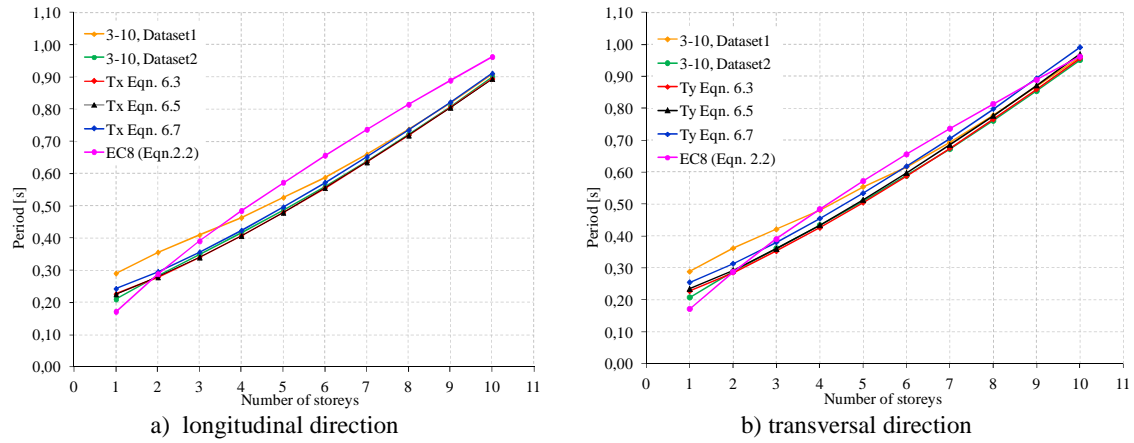 1,10
1,00
0,90
0,80
0,70
0,60
0,50
0,40
0,30
0,20
0,10
0,00
Period [s]
3-10, Dataset1
3-10, Dataset2
Tx Eqn. 6.3
Tx Eqn. 6.5
Tx Eqn. 6.7
EC8 (Eqn.2.2)
0 1 2 3 4 5 6 7 8 9 10 11
Number of storeys
a) longitudinal direction
1,10
1,00
0,90
0,80
0,70
0,60
0,50
0,40
0,30
0,20
0,10
0,00
Period [s]
3-10, Dataset1
3-10, Dataset2
Ty Eqn. 6.3
Ty Eqn. 6.5
Ty Eqn. 6.7
EC8 (Eqn. 2.2)
0 1 2 3 4 5 6 7 8 9 10 11
Number of storeys
b) transversal direction